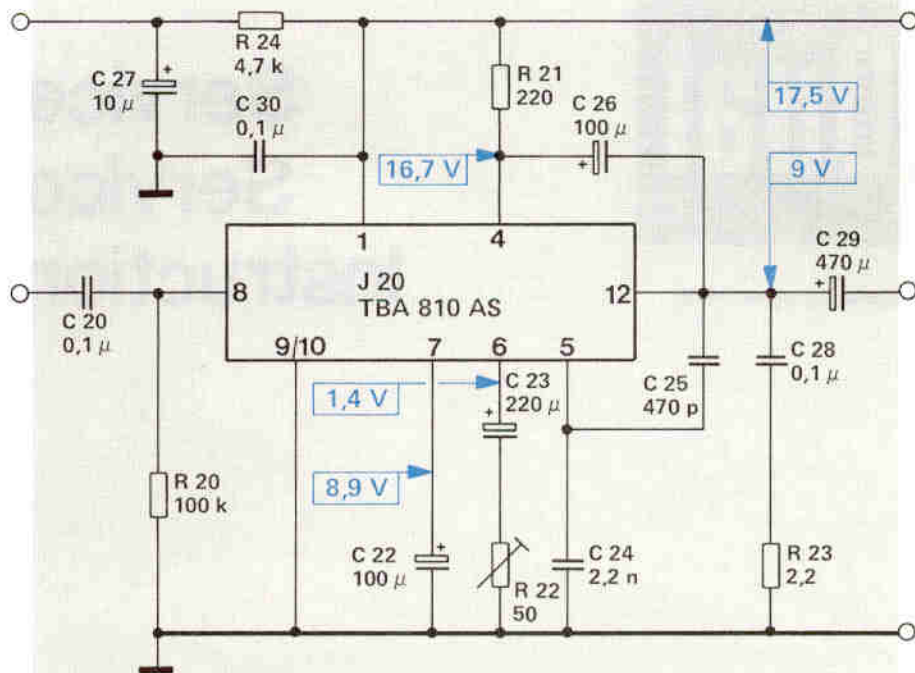 R 24
4,7 k
C 27
10 µ
C 30
0,1 µ
R 21
220
C 26
100 µ
+
+
17,5 V
16,7 V
9 V
1
4
C 29
470 µ
+
8
J 20
TBA 810 AS
12
C 20
0,1 µ
9/10
7
6
5
C 28
0,1 µ
C 23
220 µ
+
C 25
470 p
1,4 V
8,9 V
R 20
100 k
C 22
100 µ
+
R 22
50
C 24
2,2 n
R 23
2,2
Service
Service
Instruction